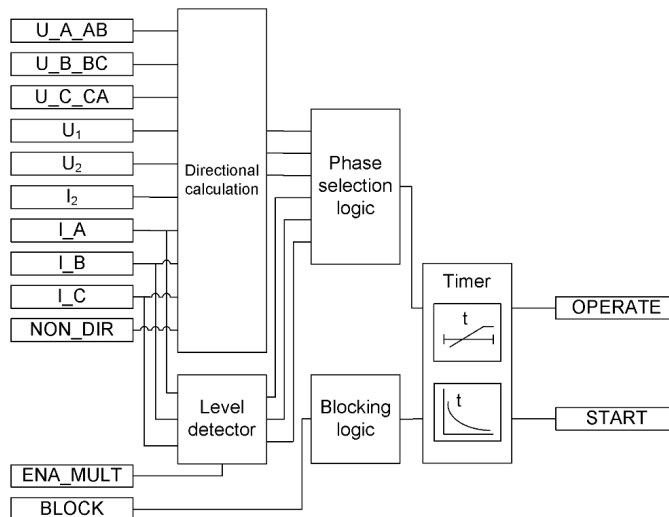 U_A_AB
U_B_BC
U_C_CA
U₁
U₂
I₂
I_A
I_B
I_C
NON_DIR
ENA_MULT
BLOCK
Directional
calculation
Level
detector
Phase
selection
logic
Blocking
logic
Timer
t
t
OPERATE
START